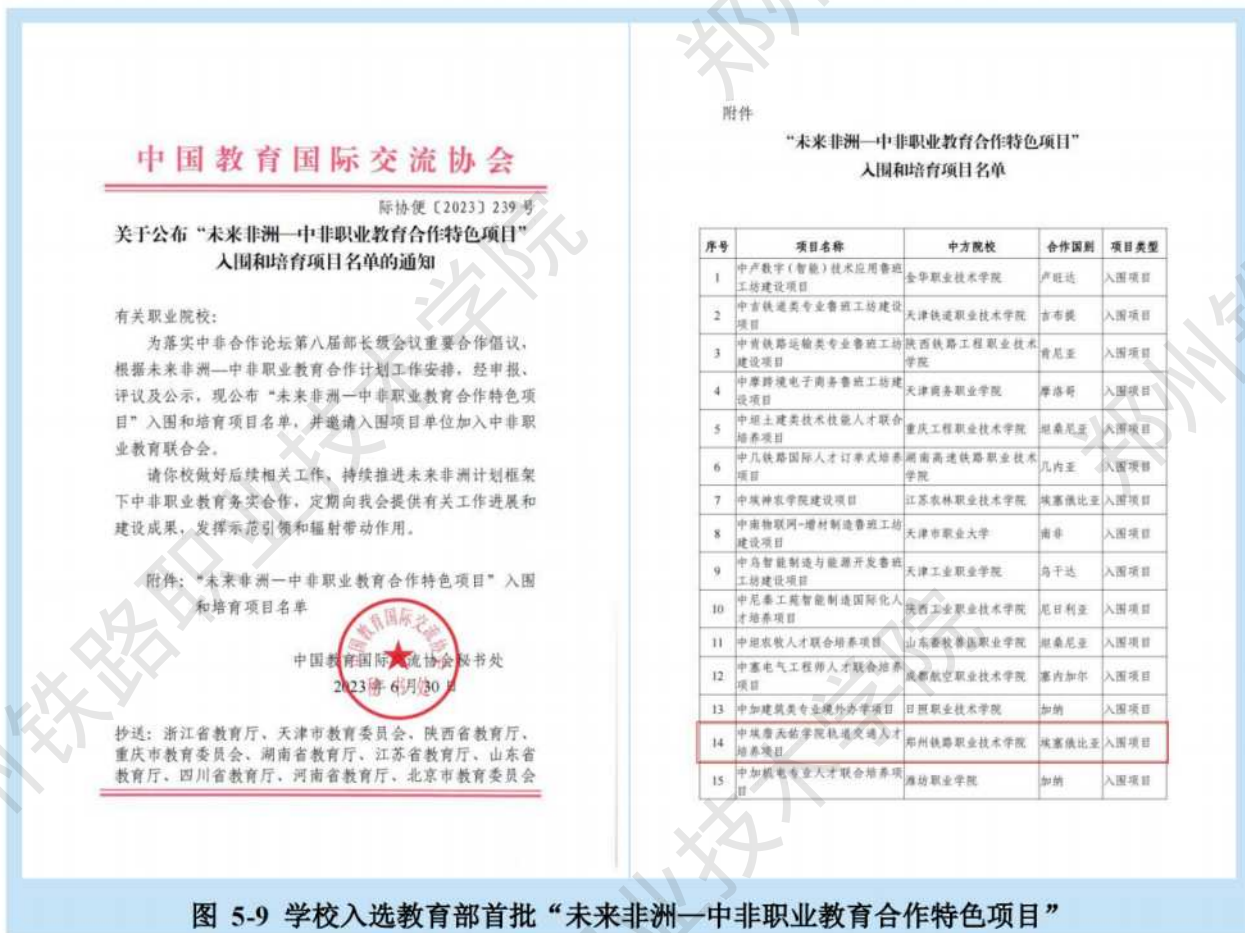 中国教育国际交流协会
际协便〔2023〕239 号
关于公布“未来非洲—中非职业教育合作特色项目”
入围和培育项目名单的通知
有关职业院校：
为落实中非合作论坛第八届部长级会议重要合作倡议，
根据未来非洲—中非职业教育合作计划工作安排，经申报、
评议及公示，现公布“未来非洲—中非职业教育合作特色项
目”入围和培育项目名单，并邀请入围项目单位加入中非职
业教育联合会。
请你校做好后续相关工作，持续推进未来非洲计划框架
下中非职业教育务实合作，定期向我会提供有关工作进展和
建设成果，发挥示范引领和辐射带动作用。
附件：“未来非洲—中非职业教育合作特色项目”入围
和培育项目名单
中国教育国际交流协会秘书处
2023 年 6 月 30 日
抄送：浙江省教育厅、天津市教育委员会、陕西省教育厅、
重庆市教育委员会、湖南省教育厅、江苏省教育厅、山东省
教育厅、四川省教育厅、河南省教育厅、北京市教育委员会
附件
“未来非洲—中非职业教育合作特色项目”
入围和培育项目名单
序号 项目名称 中方院校 合作国别 项目类型
1 中卢数字（智能）技术应用鲁班工坊建设项目 金华职业技术学院 卢旺达 入围项目
2 中吉铁道类专业鲁班工坊建设项目 天津铁道职业技术学院 吉布提 入围项目
3 中肯铁路运输类专业鲁班工坊建设项目 陕西铁路工程职业技术学院 肯尼亚 入围项目
4 中摩跨境电子商务鲁班工坊建设项目 天津商务职业学院 摩洛哥 入围项目
5 中坦土建类技术技能人才联合培养项目 重庆工程职业技术学院 坦桑尼亚 入围项目
6 中几铁路国际人才订单式培养项目 湖南高速铁路职业技术学院 几内亚 入围项目
7 中埃神农学院建设项目 江苏农林职业技术学院 埃塞俄比亚 入围项目
8 中南物联网-增材制造鲁班工坊建设项目 天津市职业大学 南非 入围项目
9 中乌智能制造与能源开发鲁班工坊建设项目 天津工业职业学院 乌干达 入围项目
10 中尼秦工苑智能制造国际化人才培养项目 陕西工业职业技术学院 尼日利亚 入围项目
11 中坦农牧人才联合培养项目 山东畜牧兽医职业学院 坦桑尼亚 入围项目
12 中塞电气工程师人才联合培养项目 成都航空职业技术学院 塞内加尔 入围项目
13 中加建筑类专业境外办学项目 日照职业技术学院 加纳 入围项目
14 中埃詹天佑学院轨道交通人才培养项目 郑州铁路职业技术学院 埃塞俄比亚 入围项目
15 中加机电专业人才联合培养项目 潍坊职业学院 加纳 入围项目
图 5-9 学校入选教育部首批“未来非洲—中非职业教育合作特色项目”